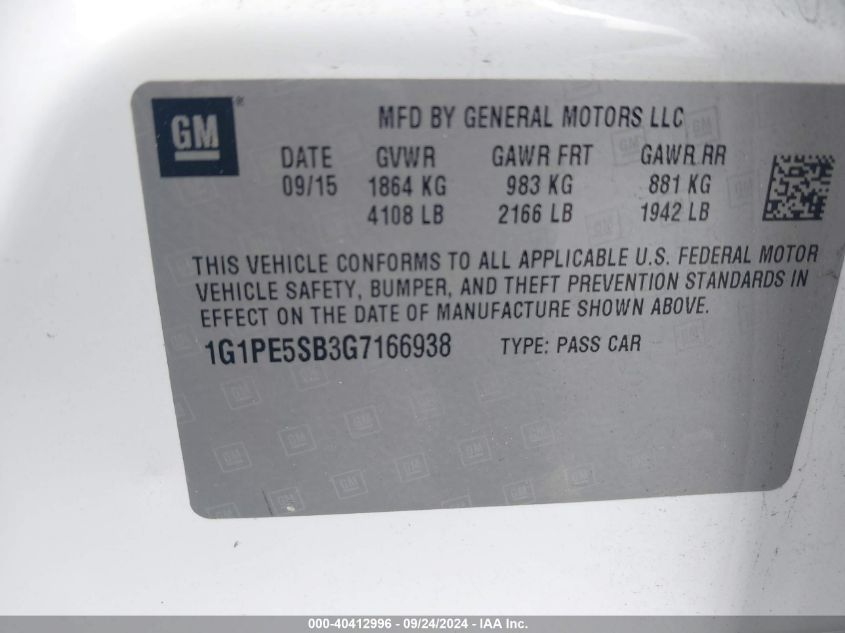 GM ®
MFD BY GENERAL MOTORS LLC
DATE GVWR GAWR FRT GAWR RR
09/15 1864 KG 983 KG 881 KG
4108 LB 2166 LB 1942 LB
THIS VEHICLE CONFORMS TO ALL APPLICABLE U.S. FEDERAL MOTOR
VEHICLE SAFETY, BUMPER, AND THEFT PREVENTION STANDARDS IN
EFFECT ON THE DATE OF MANUFACTURE SHOWN ABOVE.
1G1PE5SB3G7166938 TYPE: PASS CAR
000-40412996 - 09/24/2024 - IAA Inc.